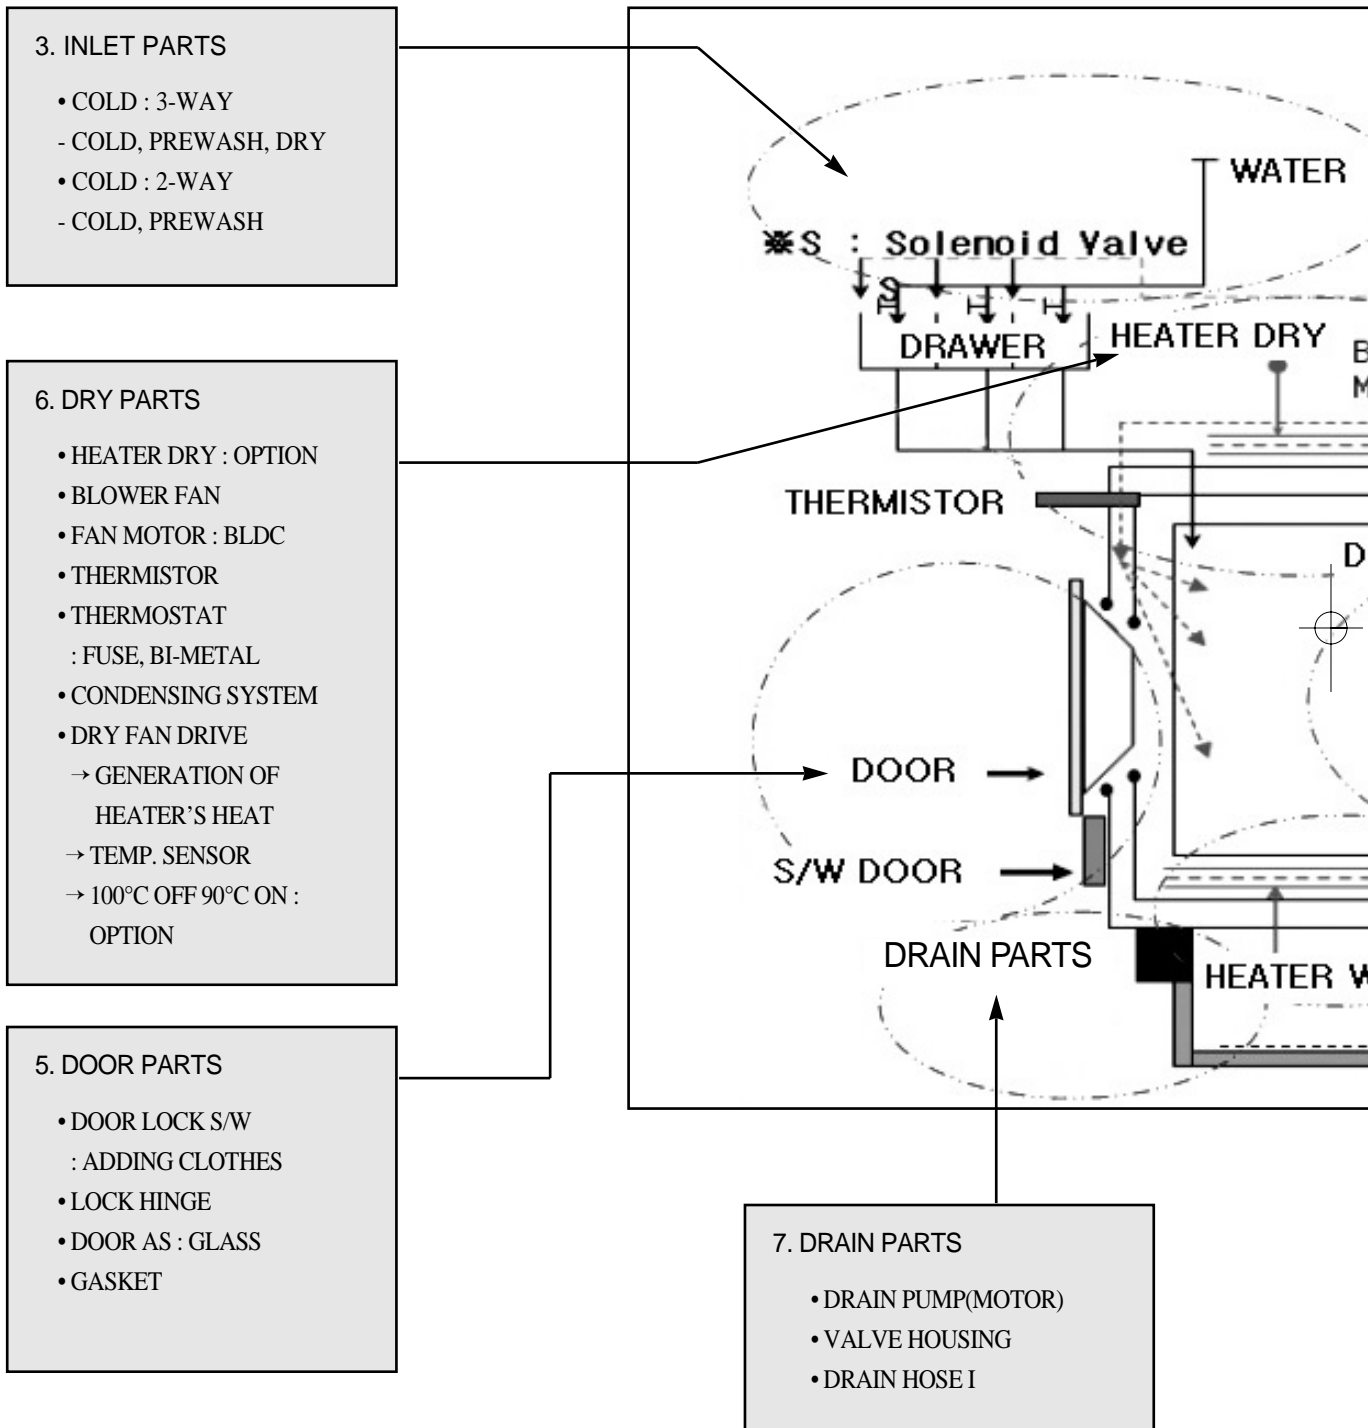 3. INLET PARTS
• COLD : 3-WAY
- COLD, PREWASH, DRY
• COLD : 2-WAY
- COLD, PREWASH
6. DRY PARTS
• HEATER DRY : OPTION
• BLOWER FAN
• FAN MOTOR : BLDC
• THERMISTOR
• THERMOSTAT
: FUSE, BI-METAL
• CONDENSING SYSTEM
• DRY FAN DRIVE
→ GENERATION OF
HEATER’S HEAT
→ TEMP. SENSOR
→ 100°C OFF 90°C ON :
OPTION
5. DOOR PARTS
• DOOR LOCK S/W
: ADDING CLOTHES
• LOCK HINGE
• DOOR AS : GLASS
• GASKET
WATER
※S : Solenoid Valve
S
DRAWER
HEATER DRY
B
M
THERMISTOR
D
DOOR
S/W DOOR
DRAIN PARTS
HEATER W
7. DRAIN PARTS
• DRAIN PUMP(MOTOR)
• VALVE HOUSING
• DRAIN HOSE I